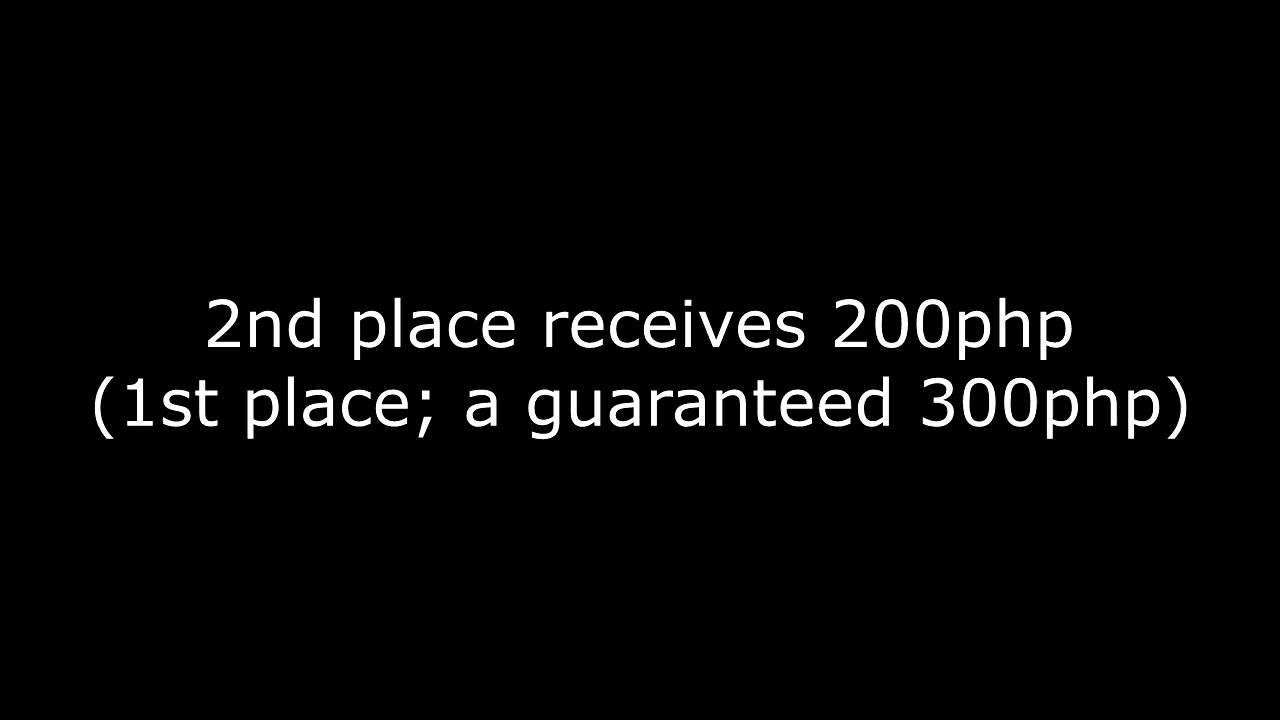 2nd place receives 200php
(1st place; a guaranteed 300php)